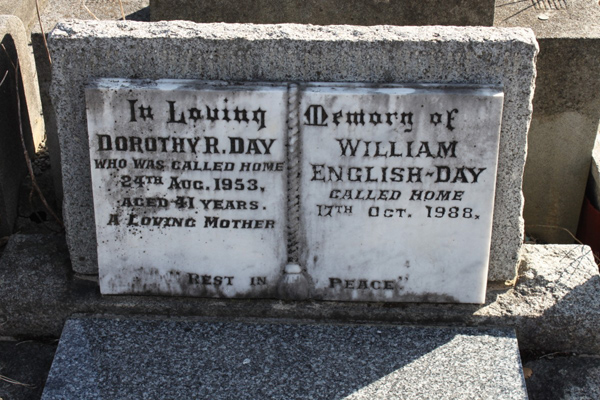 In Loving Memory of
DOROTHY R. DAY
WHO WAS CALLED HOME
24TH AUG. 1953,
AGED 41 YEARS.
A LOVING MOTHER
WILLIAM
ENGLISH-DAY
CALLED HOME
17TH OCT. 1988,
"REST IN PEACE"